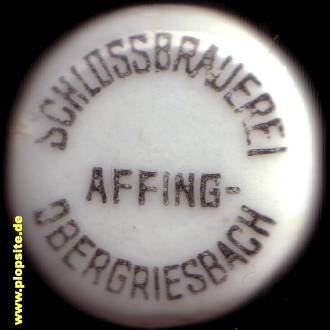 SCHLOSSBRAUEREI
AFFING-
OBERGRIESBACH
www.plopsite.de